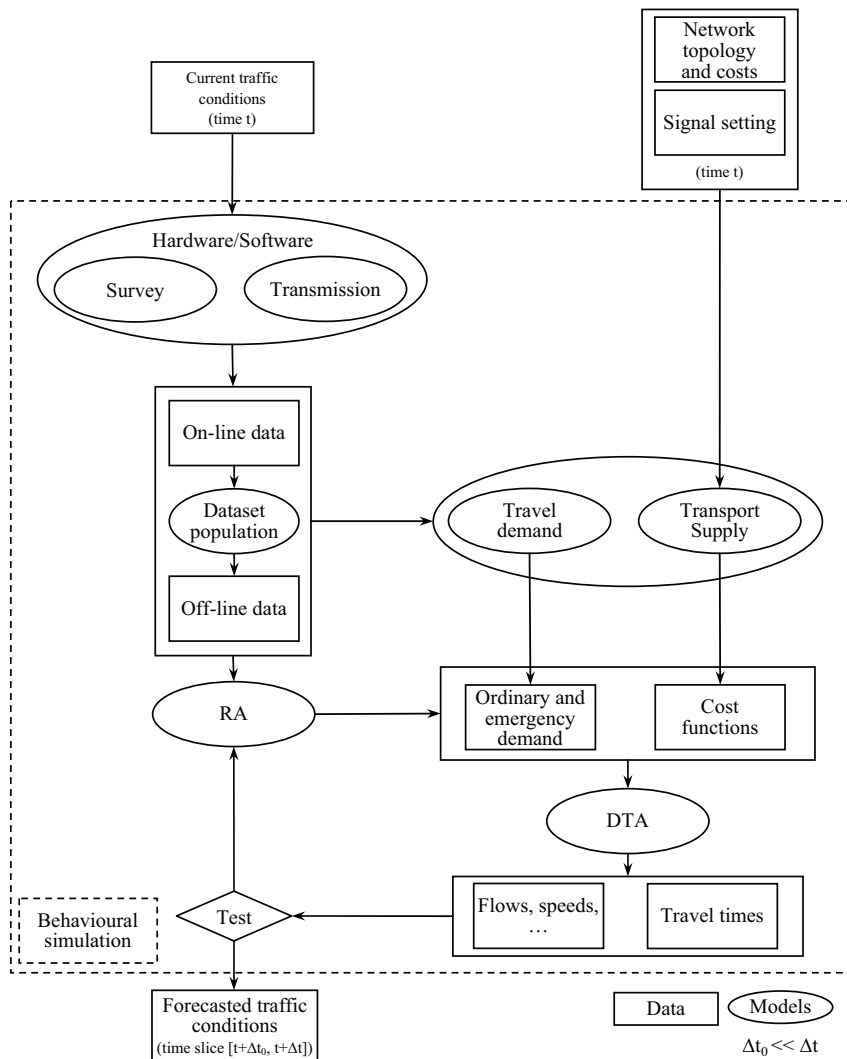 Network
topology
and costs
Signal setting
(time t)
Current traffic
conditions
(time t)
Hardware/Software
Survey
Transmission
On-line data
Dataset
population
Off-line data
Travel
demand
Transport
Supply
RA
Ordinary and
emergency
demand
Cost
functions
DTA
Flows, speeds,
…
Travel times
Test
Behavioural
simulation
Forecasted traffic
conditions
(time slice [t+Δt₀, t+Δt])
Data
Models
Δt₀ << Δt